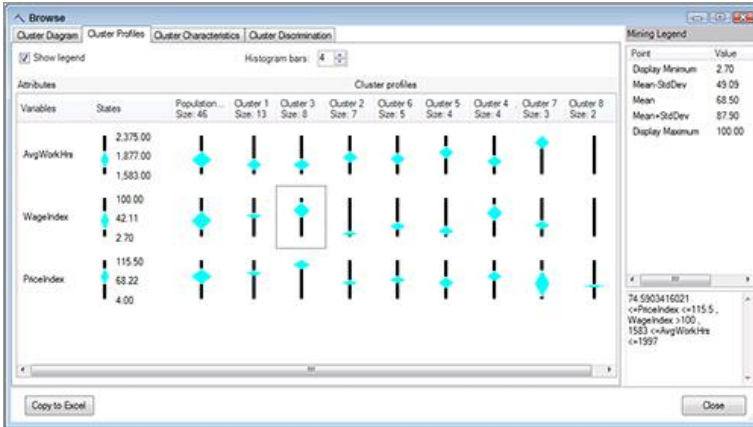 Browse
Cluster Diagram Cluster Profiles Cluster Characteristics Cluster Discrimination
Show legend Histogram bars: 4
Attributes Cluster profiles
Variables States Population... Size: 46 Cluster 1 Size: 13 Cluster 3 Size: 8 Cluster 2 Size: 7 Cluster 6 Size: 5 Cluster 5 Size: 4 Cluster 4 Size: 4 Cluster 7 Size: 3 Cluster 8 Size: 2
AvgWorkHrs
2,375.00
1,877.00
1,583.00
WageIndex
100.00
42.11
2.70
PriceIndex
115.50
68.22
4.00
Copy to Excel
Mining Legend
Point Value
Display Minimum 2.70
Mean-StdDev 49.09
Mean 68.50
Mean+StdDev 87.90
Display Maximum 100.00
74.5903416021
<=PriceIndex <=115.5 ,
WageIndex >100 ,
1583 <=AvgWorkHrs
<=1997
Close